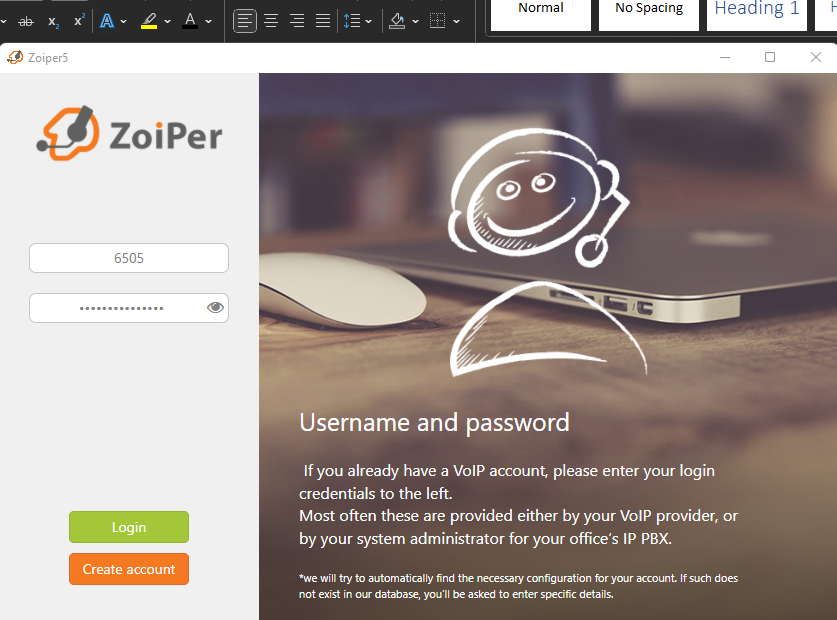 Normal
No Spacing
Heading 1
Zoiper5
ZoiPer
6505
Login
Create account
Username and password
If you already have a VoIP account, please enter your login
credentials to the left.
Most often these are provided either by your VoIP provider, or
by your system administrator for your office's IP PBX.
*we will try to automatically find the necessary configuration for your account. If such does
not exist in our database, you'll be asked to enter specific details.